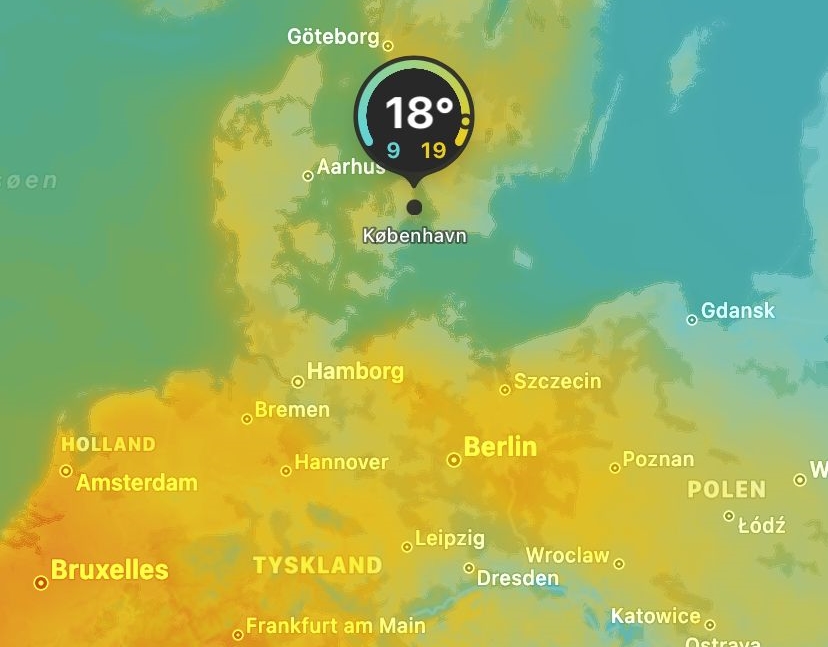 Göteborg
18°
9 19
Aarhus
søen
København
Gdansk
Hamborg
Szczecin
Bremen
HOLLAND
Berlin
Hannover
Poznan
Amsterdam
POLEN
W
Łódź
Leipzig
Bruxelles
TYSKLAND
Wroclaw
Dresden
Katowice
Frankfurt am Main
Ostrava